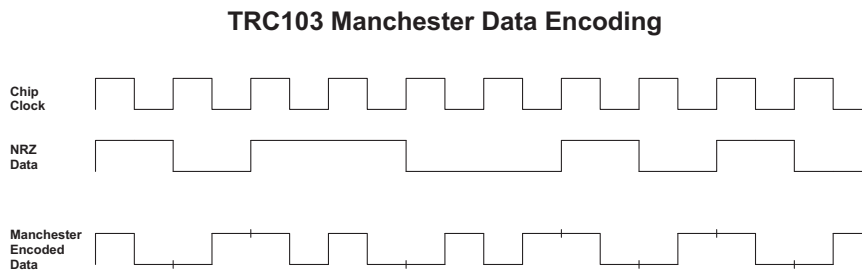 TRC103 Manchester Data Encoding
Chip
Clock
NRZ
Data
Manchester
Encoded
Data